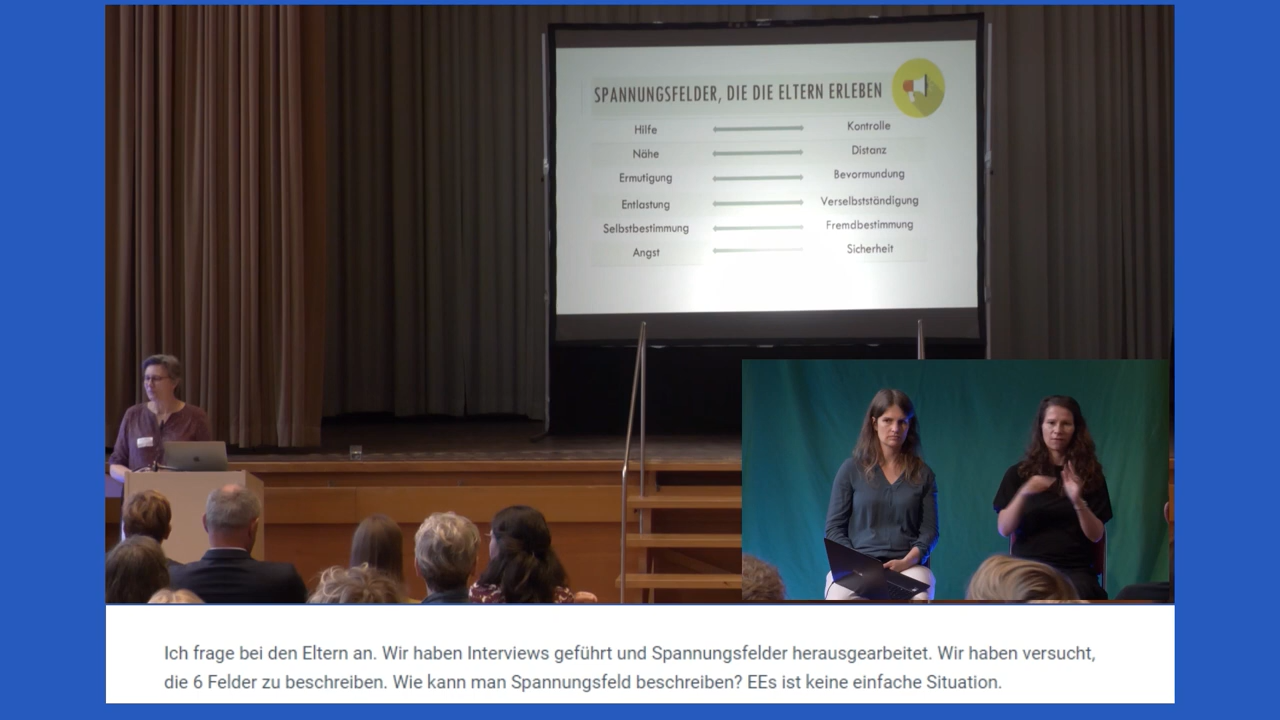 SPANNUNGSFELDER, DIE DIE ELTERN ERLEBEN
Hilfe Kontrolle
Nähe Distanz
Ermutigung Bevormundung
Entlastung Verselbstständigung
Selbstbestimmung Fremdbestimmung
Angst Sicherheit
Ich frage bei den Eltern an. Wir haben Interviews geführt und Spannungsfelder herausgearbeitet. Wir haben versucht,
die 6 Felder zu beschreiben. Wie kann man Spannungsfeld beschreiben? EEs ist keine einfache Situation.